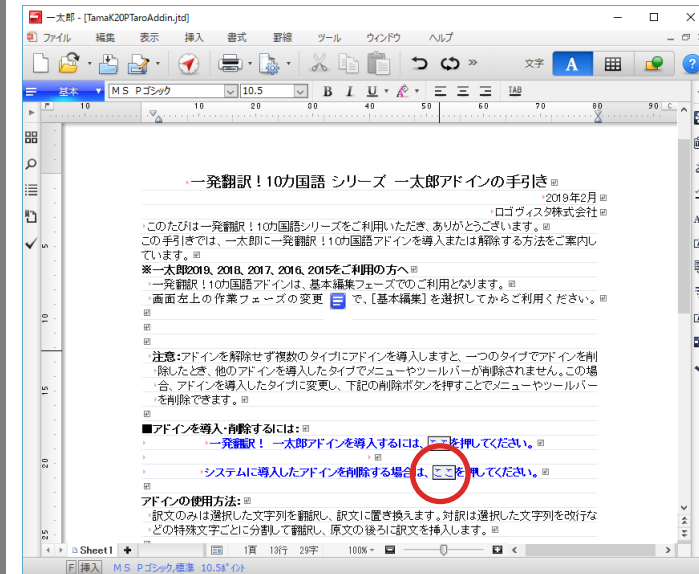 一太郎 - [TamaK20PTaroAddin.jtd]
ファイル 編集 表示 挿入 書式 罫線 ツール ウィンドウ ヘルプ
文字 A
基本 ＭＳ Ｐゴシック 10.5 B I U TAB
10 10 20 30 40 50 60 70 80 90
一発翻訳！10カ国語 シリーズ 一太郎アドインの手引き
2019年2月
ロゴヴィスタ株式会社
このたびは一発翻訳！10カ国語シリーズをご利用いただき、ありがとうございます。
この手引きでは、一太郎に一発翻訳！10カ国語アドインを導入または解除する方法をご案内し
ています。
※一太郎2019、2018、2017、2016、2015をご利用の方へ
一発翻訳！10カ国語アドインは、基本編集フェーズでのご利用となります。
画面左上の作業フェーズの変更 で、[基本編集] を選択してからご利用ください。
注意:アドインを解除せず複数のタイプにアドインを導入しますと、一つのタイプでアドインを削
除したとき、他のアドインを導入したタイプでメニューやツールバーが削除されません。この場
合、アドインを導入したタイプに変更し、下記の削除ボタンを押すことでメニューやツールバー
を削除できます。
■アドインを導入・削除するには:
一発翻訳！ 一太郎アドインを導入するには、ここを押してください。
システムに導入したアドインを削除する場合は、ここを押してください。
アドインの使用方法:
訳文のみは選択した文字列を翻訳し、訳文に置き換えます。対訳は選択した文字列を改行な
どの特殊文字ごとに分割して翻訳し、原文の後ろに訳文を挿入します。
Sheet1 1頁 13行 29字 100%
挿入 ＭＳ Ｐゴシック,標準 10.5ポイント